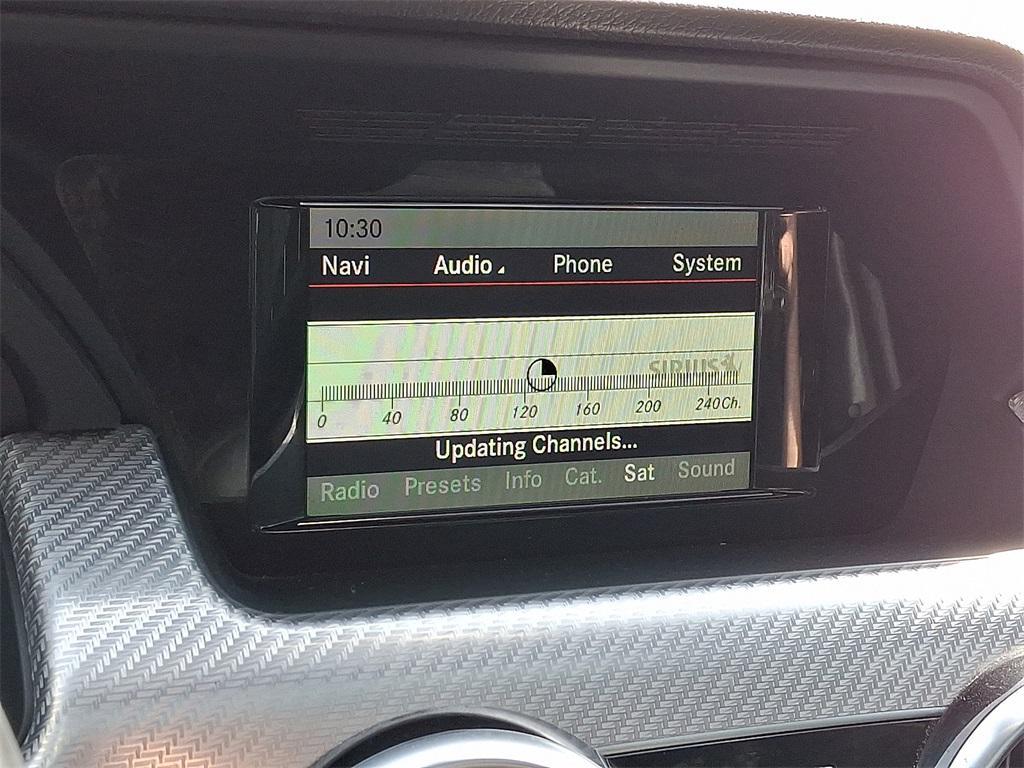 10:30
Navi Audio Phone System
SIRIUS
0 40 80 120 160 200 240Ch.
Updating Channels...
Radio Presets Info Cat. Sat Sound